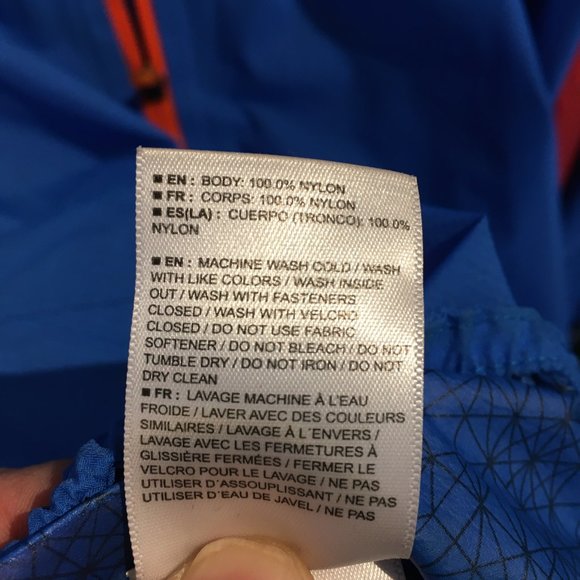 ■ EN : BODY: 100.0% NYLON
■ FR : CORPS: 100.0% NYLON
■ ES(LA) : CUERPO (TRONCO): 100.0%
NYLON
■ EN : MACHINE WASH COLD / WASH
WITH LIKE COLORS / WASH INSIDE
OUT / WASH WITH FASTENERS
CLOSED / WASH WITH VELCRO
CLOSED / DO NOT USE FABRIC
SOFTENER / DO NOT BLEACH / DO NOT
TUMBLE DRY / DO NOT IRON / DO NOT
DRY CLEAN
■ FR : LAVAGE MACHINE À L'EAU
FROIDE / LAVER AVEC DES COULEURS
SIMILAIRES / LAVAGE À L'ENVERS /
LAVAGE AVEC LES FERMETURES À
GLISSIÈRE FERMÉES / FERMER LE
VELCRO POUR LE LAVAGE / NE PAS
UTILISER D'ASSOUPLISSANT / NE PAS
UTILISER D'EAU DE JAVEL / NE PAS